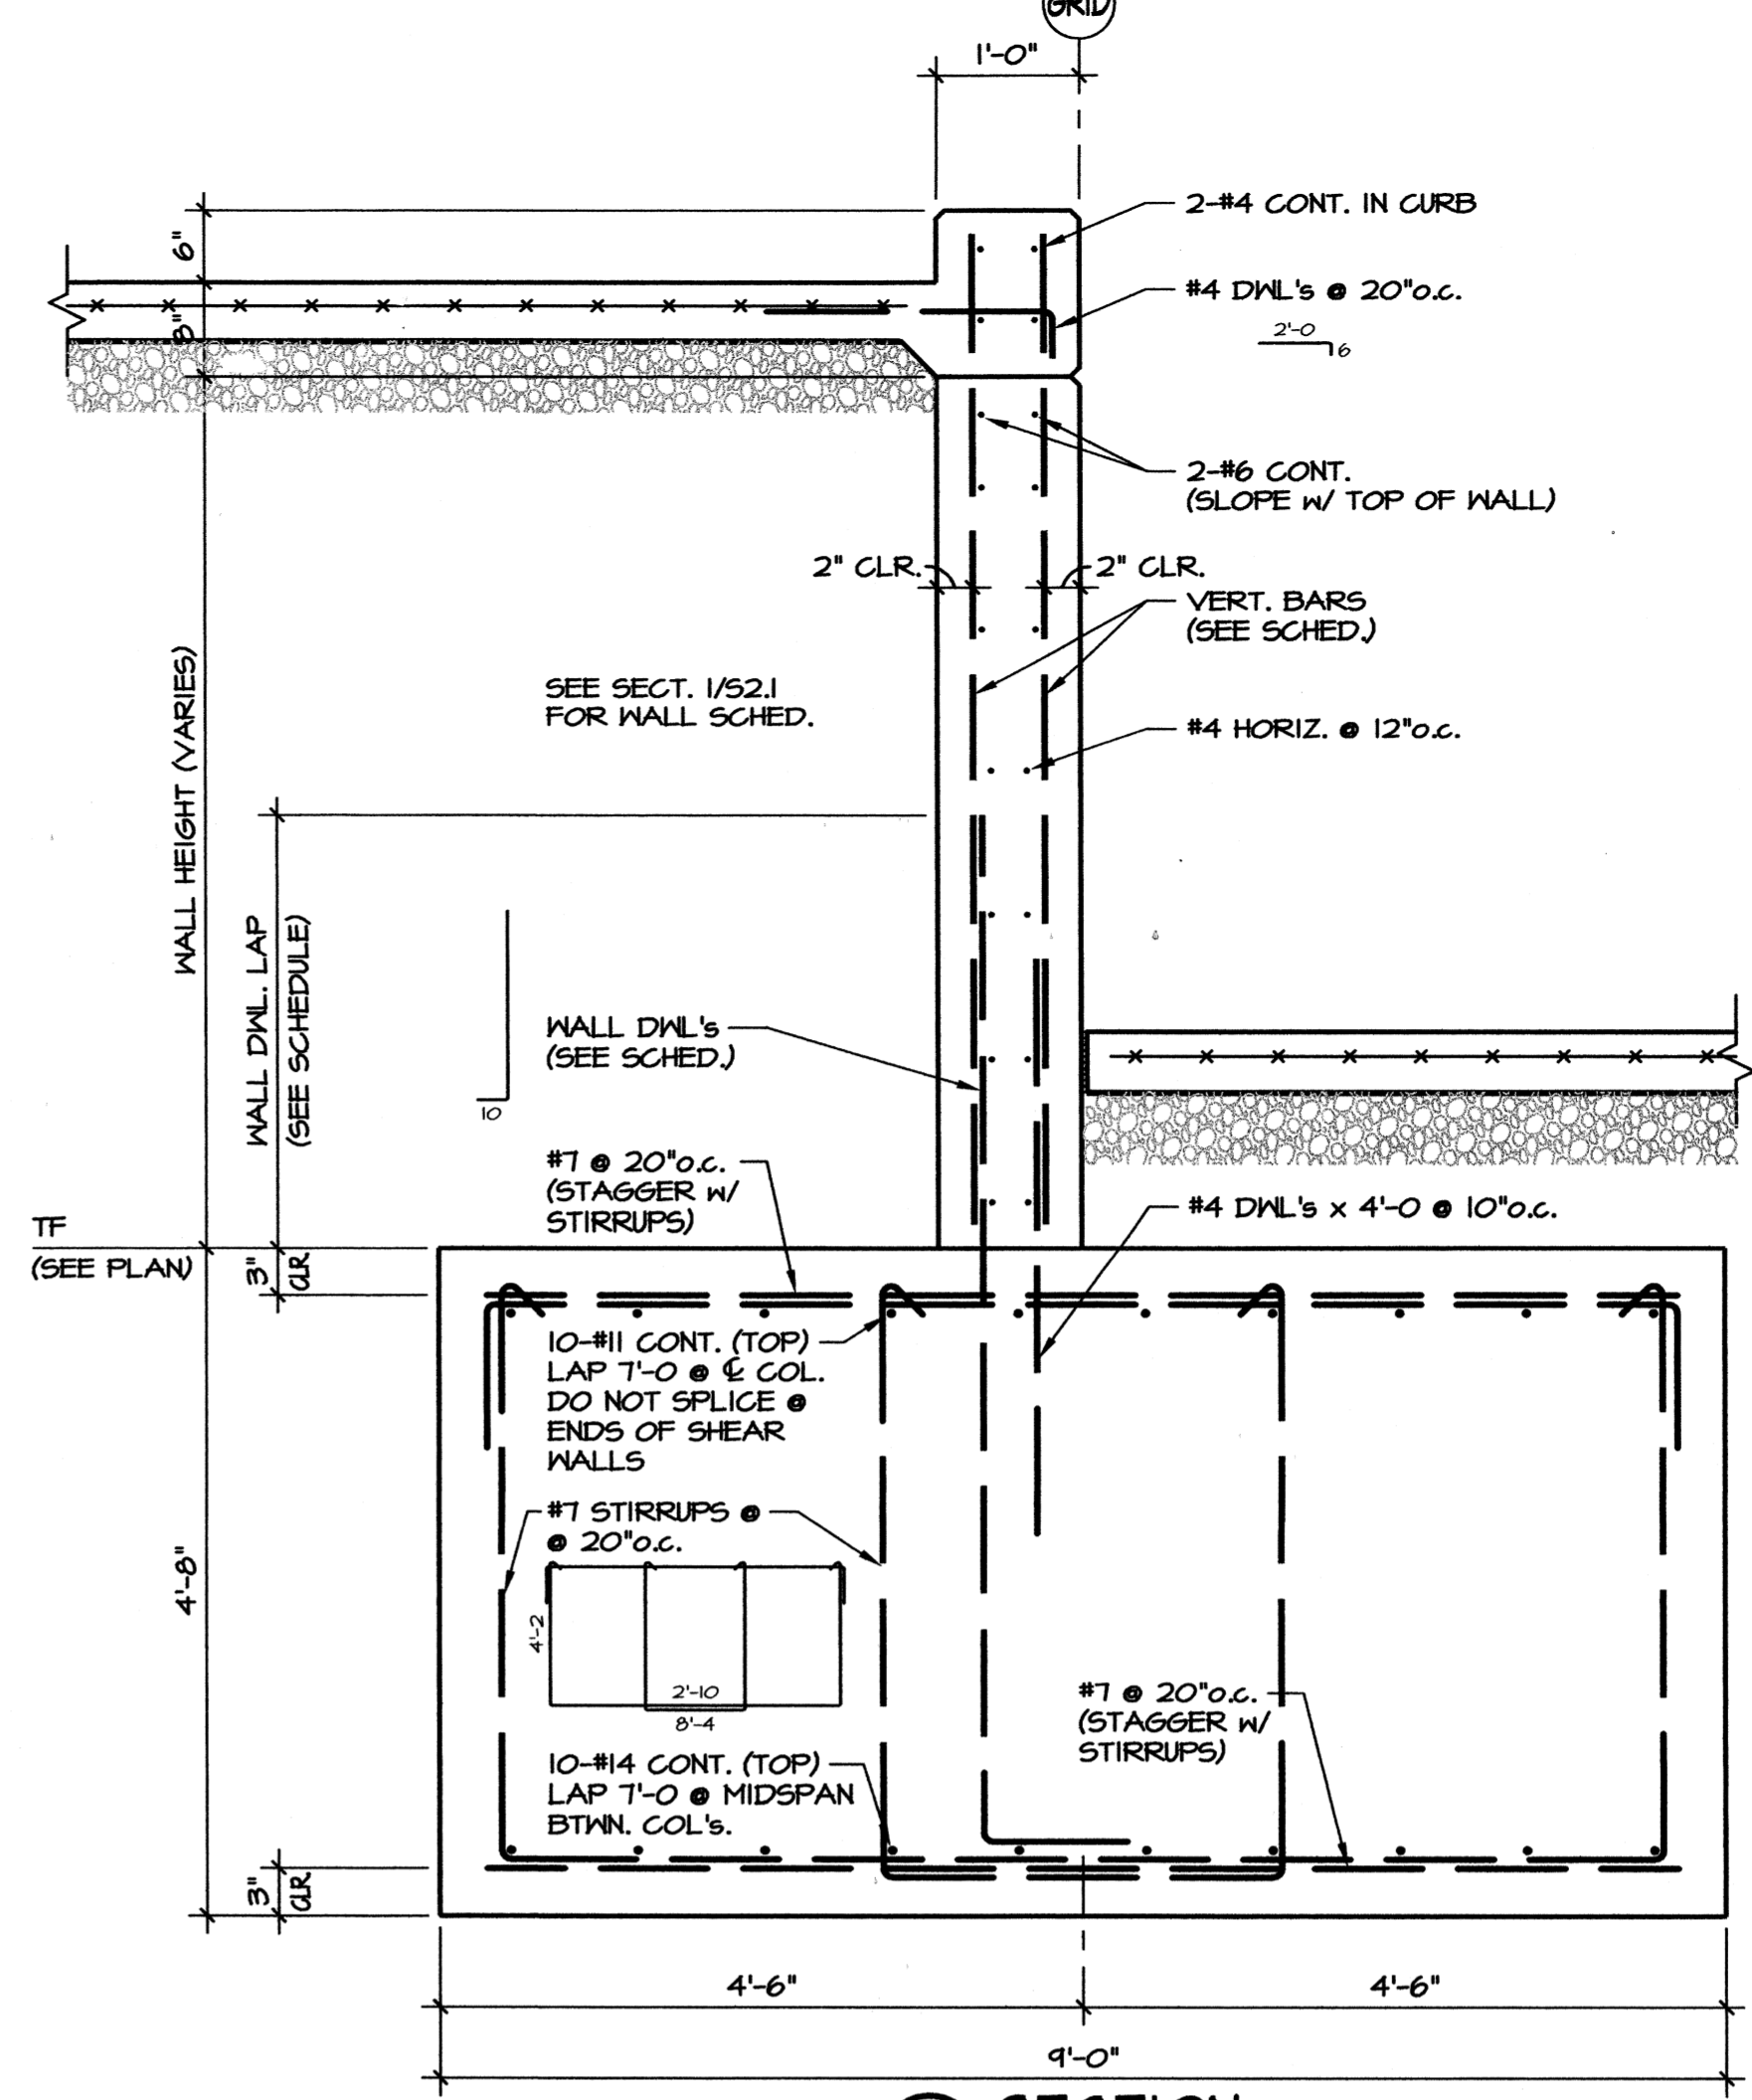 GRID
1'-0"
2-#4 CONT. IN CURB
6"
#4 DWL's @ 20"o.c.
8"
2'-0
6
2-#6 CONT.
(SLOPE w/ TOP OF WALL)
2" CLR.
2" CLR.
VERT. BARS
(SEE SCHED.)
SEE SECT. 1/S2.1
FOR WALL SCHED.
#4 HORIZ. @ 12"o.c.
WALL HEIGHT (VARIES)
WALL DWL. LAP
(SEE SCHEDULE)
WALL DWL's
(SEE SCHED.)
10
#7 @ 20"o.c.
(STAGGER w/
STIRRUPS)
#4 DWL's x 4'-0 @ 10"o.c.
TF
(SEE PLAN)
3"
CLR
10-#11 CONT. (TOP)
LAP 7'-0 @ ℄ COL.
DO NOT SPLICE @
ENDS OF SHEAR
WALLS
#7 STIRRUPS @
@ 20"o.c.
4'-8"
4'-2
2'-10
8'-4
#7 @ 20"o.c.
(STAGGER w/
STIRRUPS)
10-#14 CONT. (TOP)
LAP 7'-0 @ MIDSPAN
BTWN. COL's.
3"
CLR
4'-6"
4'-6"
9'-0"
SECTION